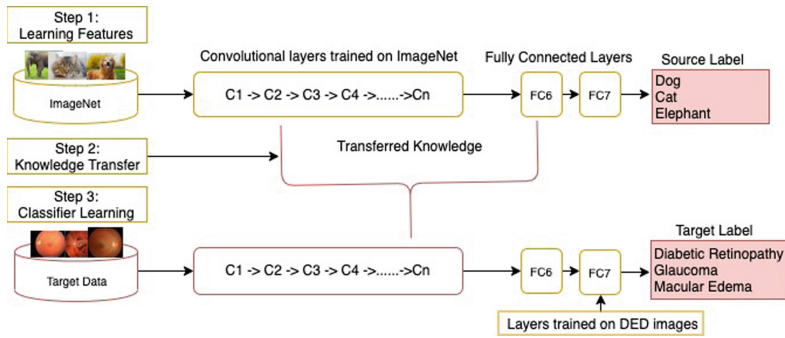 Step 1:
Learning Features
ImageNet
Convolutional layers trained on ImageNet
C1 -> C2 -> C3 -> C4 ->......->Cn
Fully Connected Layers
FC6
FC7
Source Label
Dog
Cat
Elephant
Step 2:
Knowledge Transfer
Transferred Knowledge
Step 3:
Classifier Learning
Target Data
C1 -> C2 -> C3 -> C4 ->......->Cn
FC6
FC7
Target Label
Diabetic Retinopathy
Glaucoma
Macular Edema
Layers trained on DED images